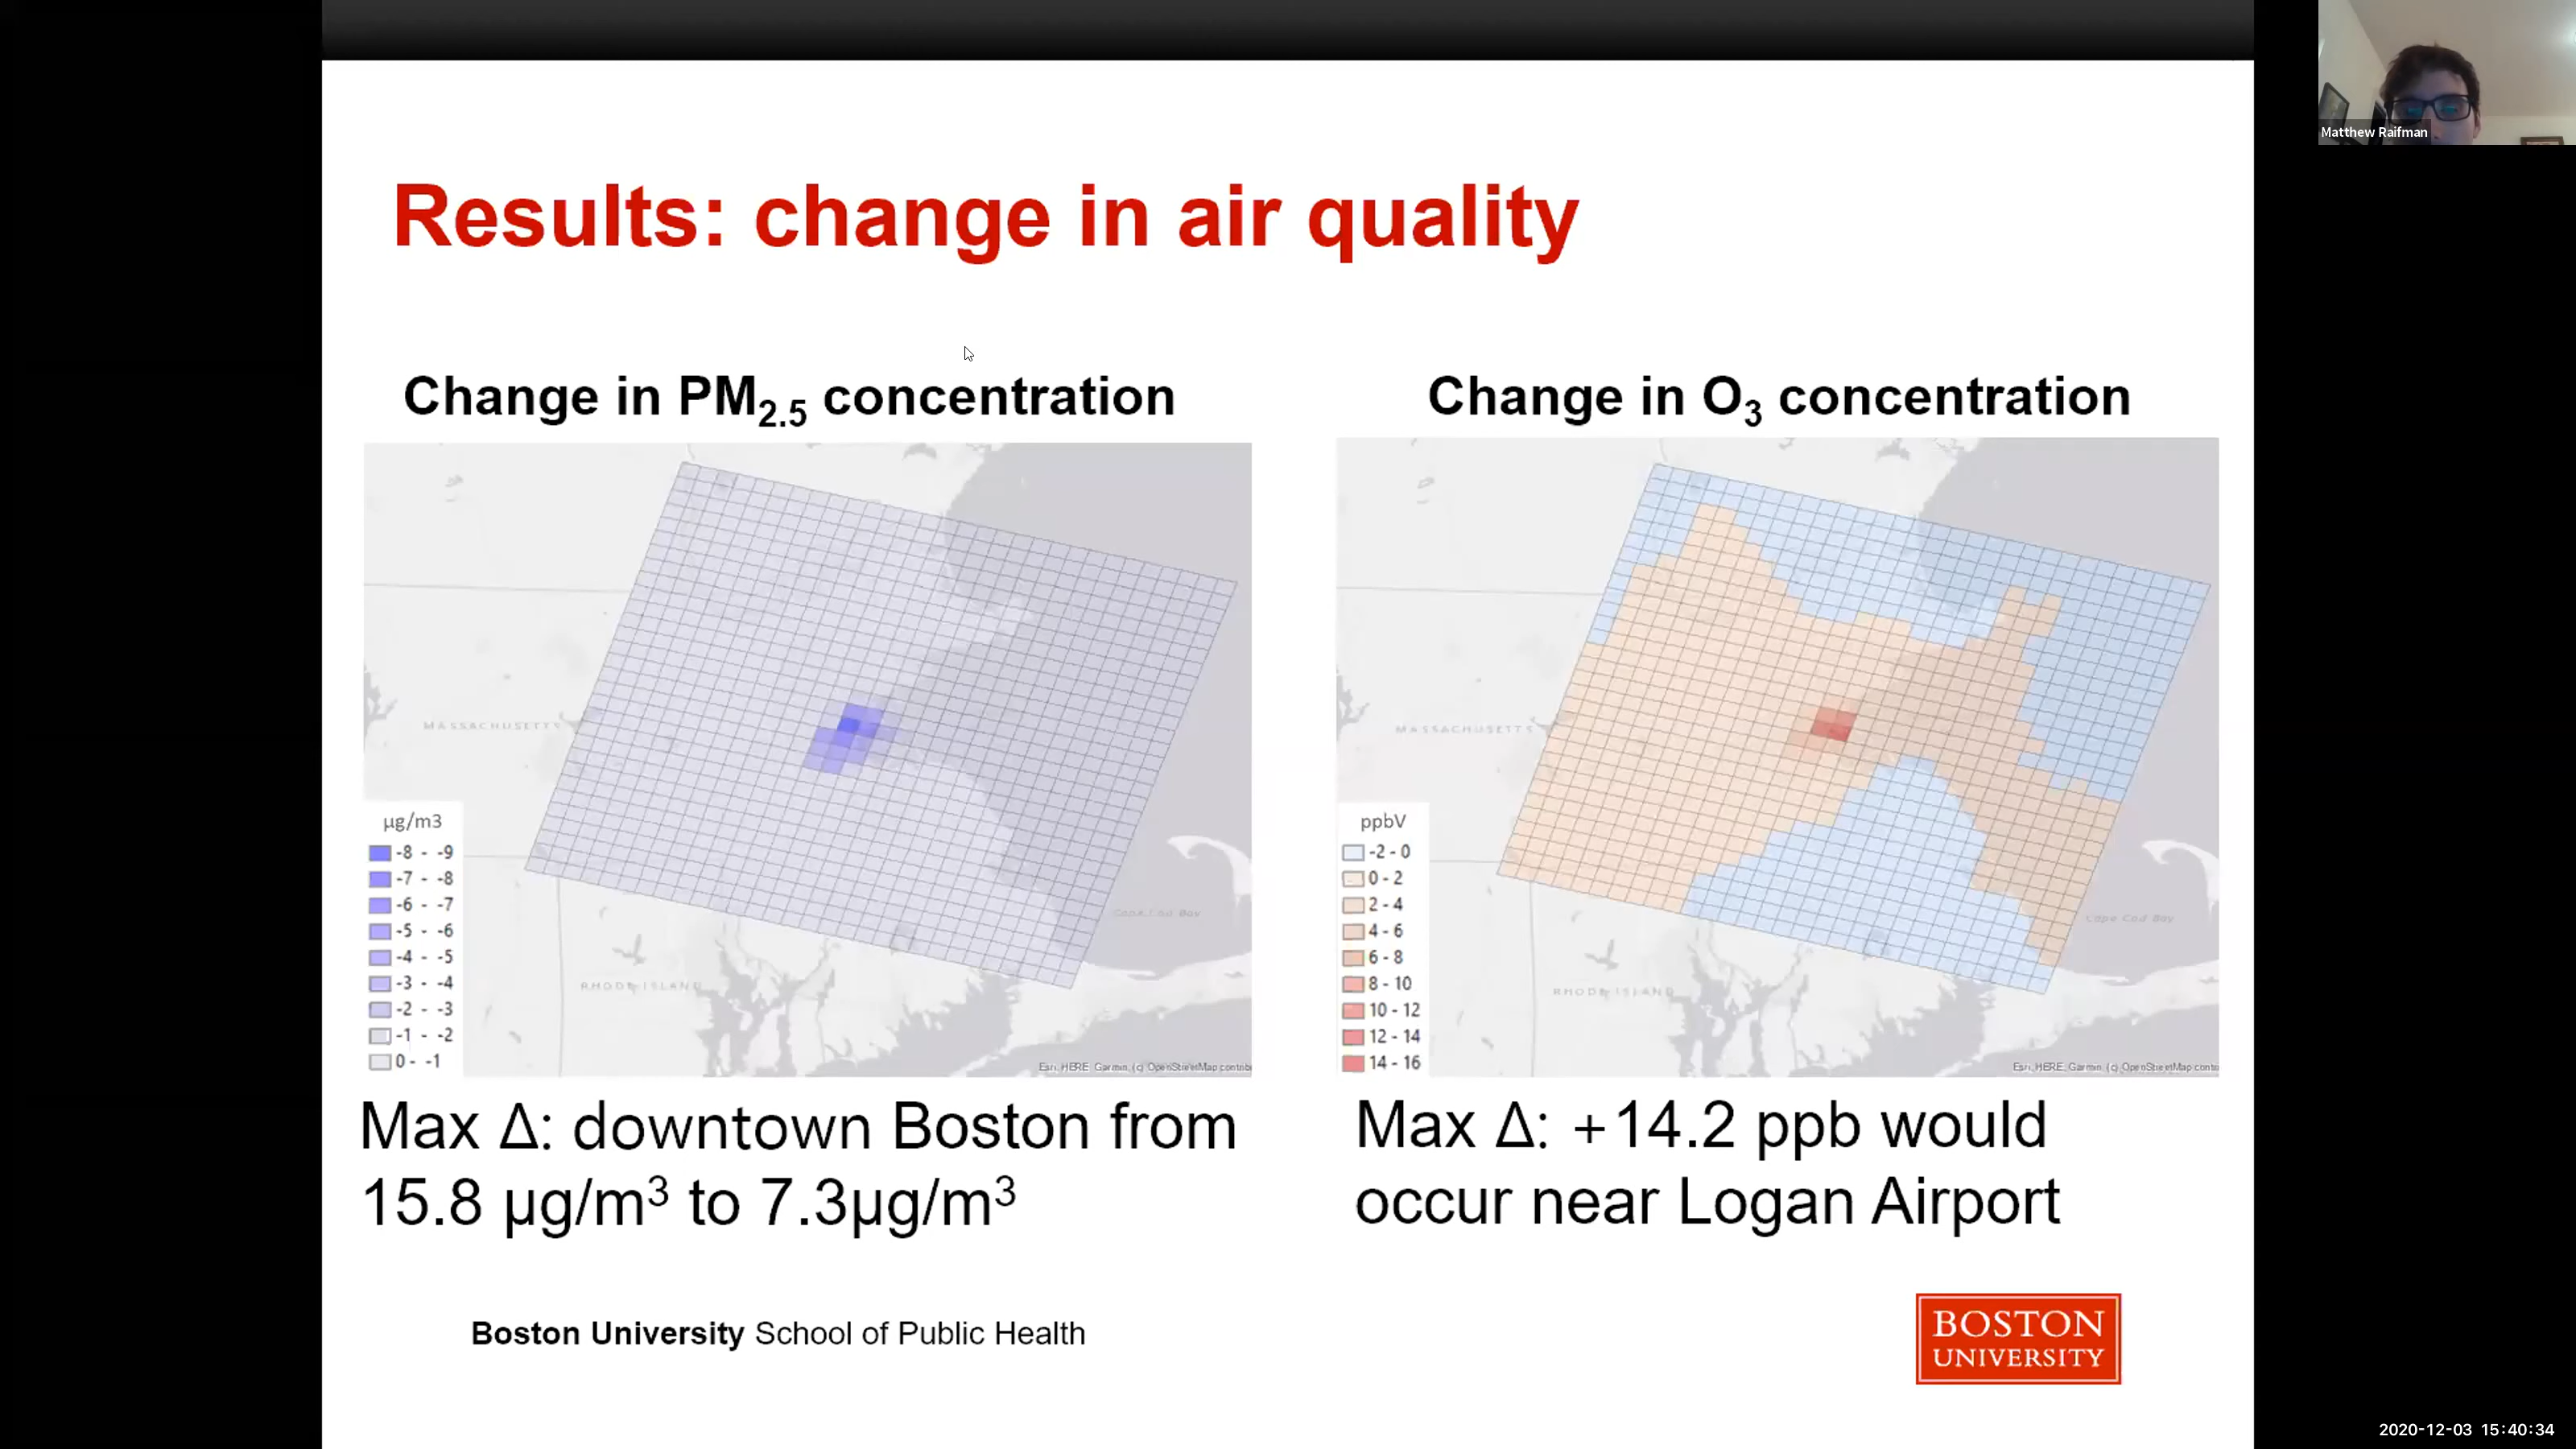 Matthew Raifman
Results: change in air quality
Change in PM2.5 concentration
MASSACHUSETTS
RHODE ISLAND
Cape Cod Bay
µg/m3
-8 - -9
-7 - -8
-6 - -7
-5 - -6
-4 - -5
-3 - -4
-2 - -3
-1 - -2
0 - -1
Esri, HERE, Garmin, (c) OpenStreetMap contribu
Max Δ: downtown Boston from
15.8 µg/m³ to 7.3µg/m³
Change in O3 concentration
MASSACHUSETTS
RHODE ISLAND
Cape Cod Bay
ppbV
-2 - 0
0 - 2
2 - 4
4 - 6
6 - 8
8 - 10
10 - 12
12 - 14
14 - 16
Esri, HERE, Garmin, (c) OpenStreetMap contri
Max Δ: +14.2 ppb would
occur near Logan Airport
Boston University School of Public Health
BOSTON
UNIVERSITY
2020-12-03 15:40:34